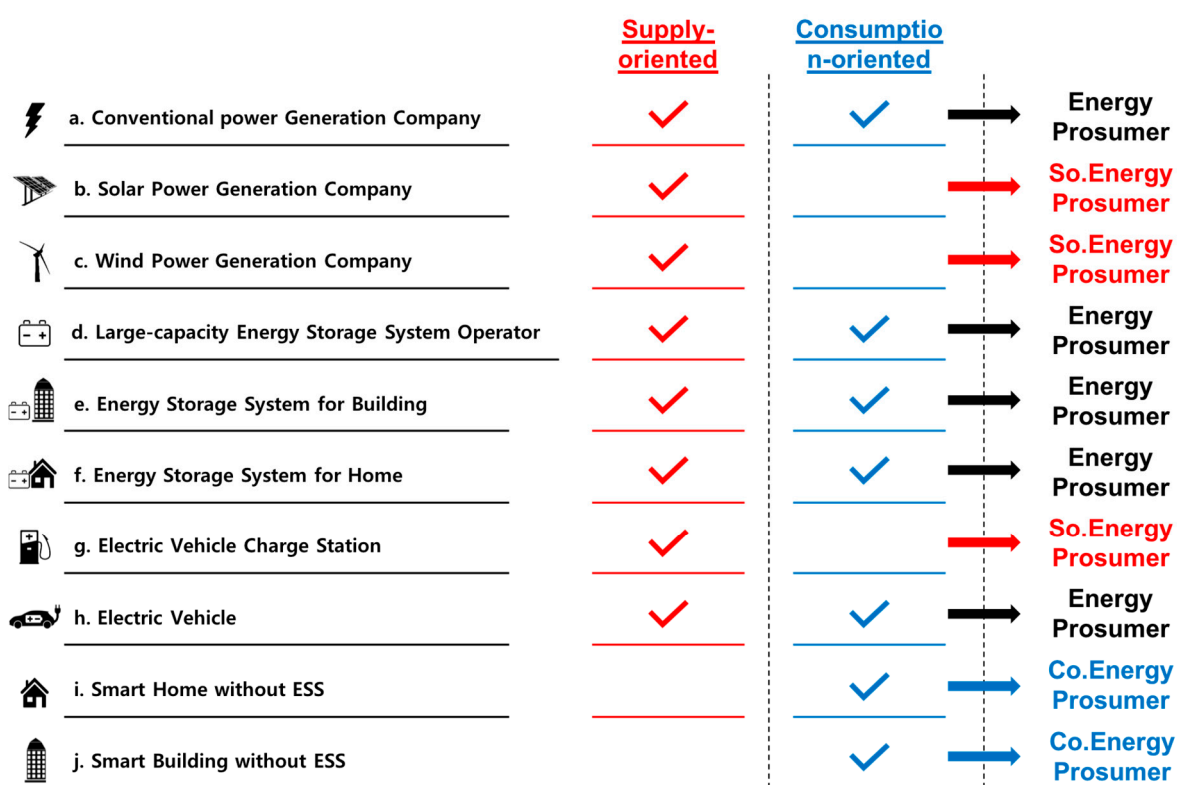 Supply-
oriented
Consumptio
n-oriented
a. Conventional power Generation Company
Energy
Prosumer
b. Solar Power Generation Company
So.Energy
Prosumer
c. Wind Power Generation Company
So.Energy
Prosumer
d. Large-capacity Energy Storage System Operator
Energy
Prosumer
e. Energy Storage System for Building
Energy
Prosumer
f. Energy Storage System for Home
Energy
Prosumer
g. Electric Vehicle Charge Station
So.Energy
Prosumer
h. Electric Vehicle
Energy
Prosumer
i. Smart Home without ESS
Co.Energy
Prosumer
j. Smart Building without ESS
Co.Energy
Prosumer